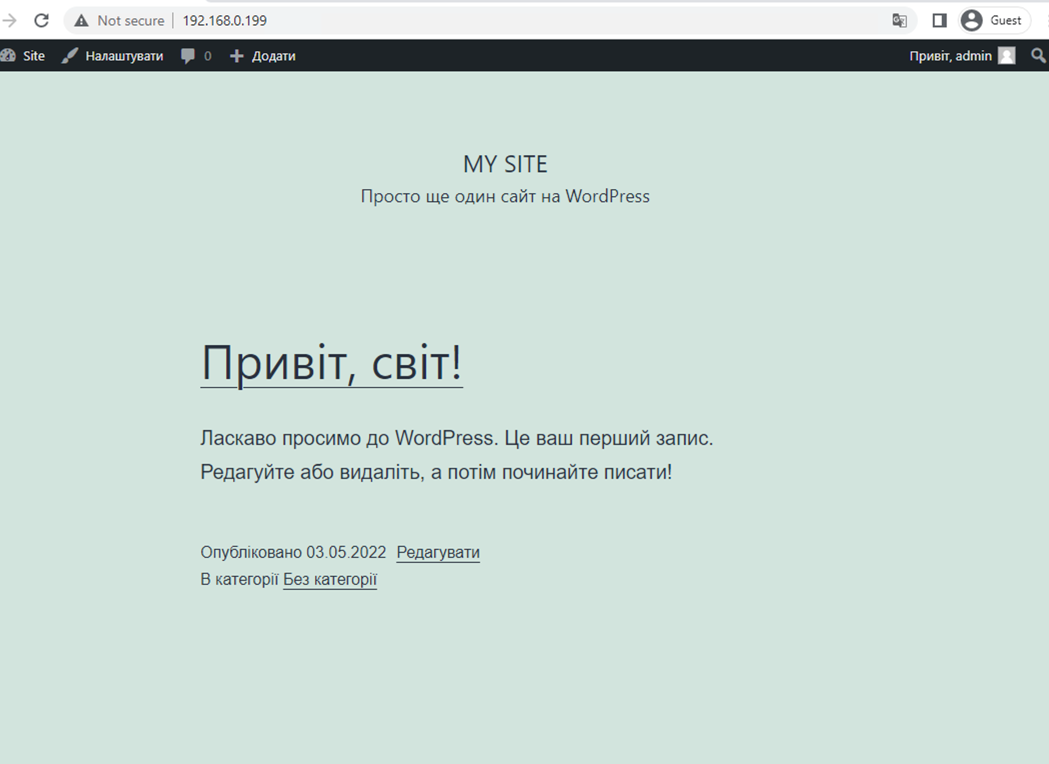 Not secure 192.168.0.199 Guest
Site Налаштувати 0 Додати Привіт, admin
MY SITE
Просто ще один сайт на WordPress
Привіт, світ!
Ласкаво просимо до WordPress. Це ваш перший запис.
Редагуйте або видаліть, а потім починайте писати!
Опубліковано 03.05.2022 Редагувати
В категорії Без категорії